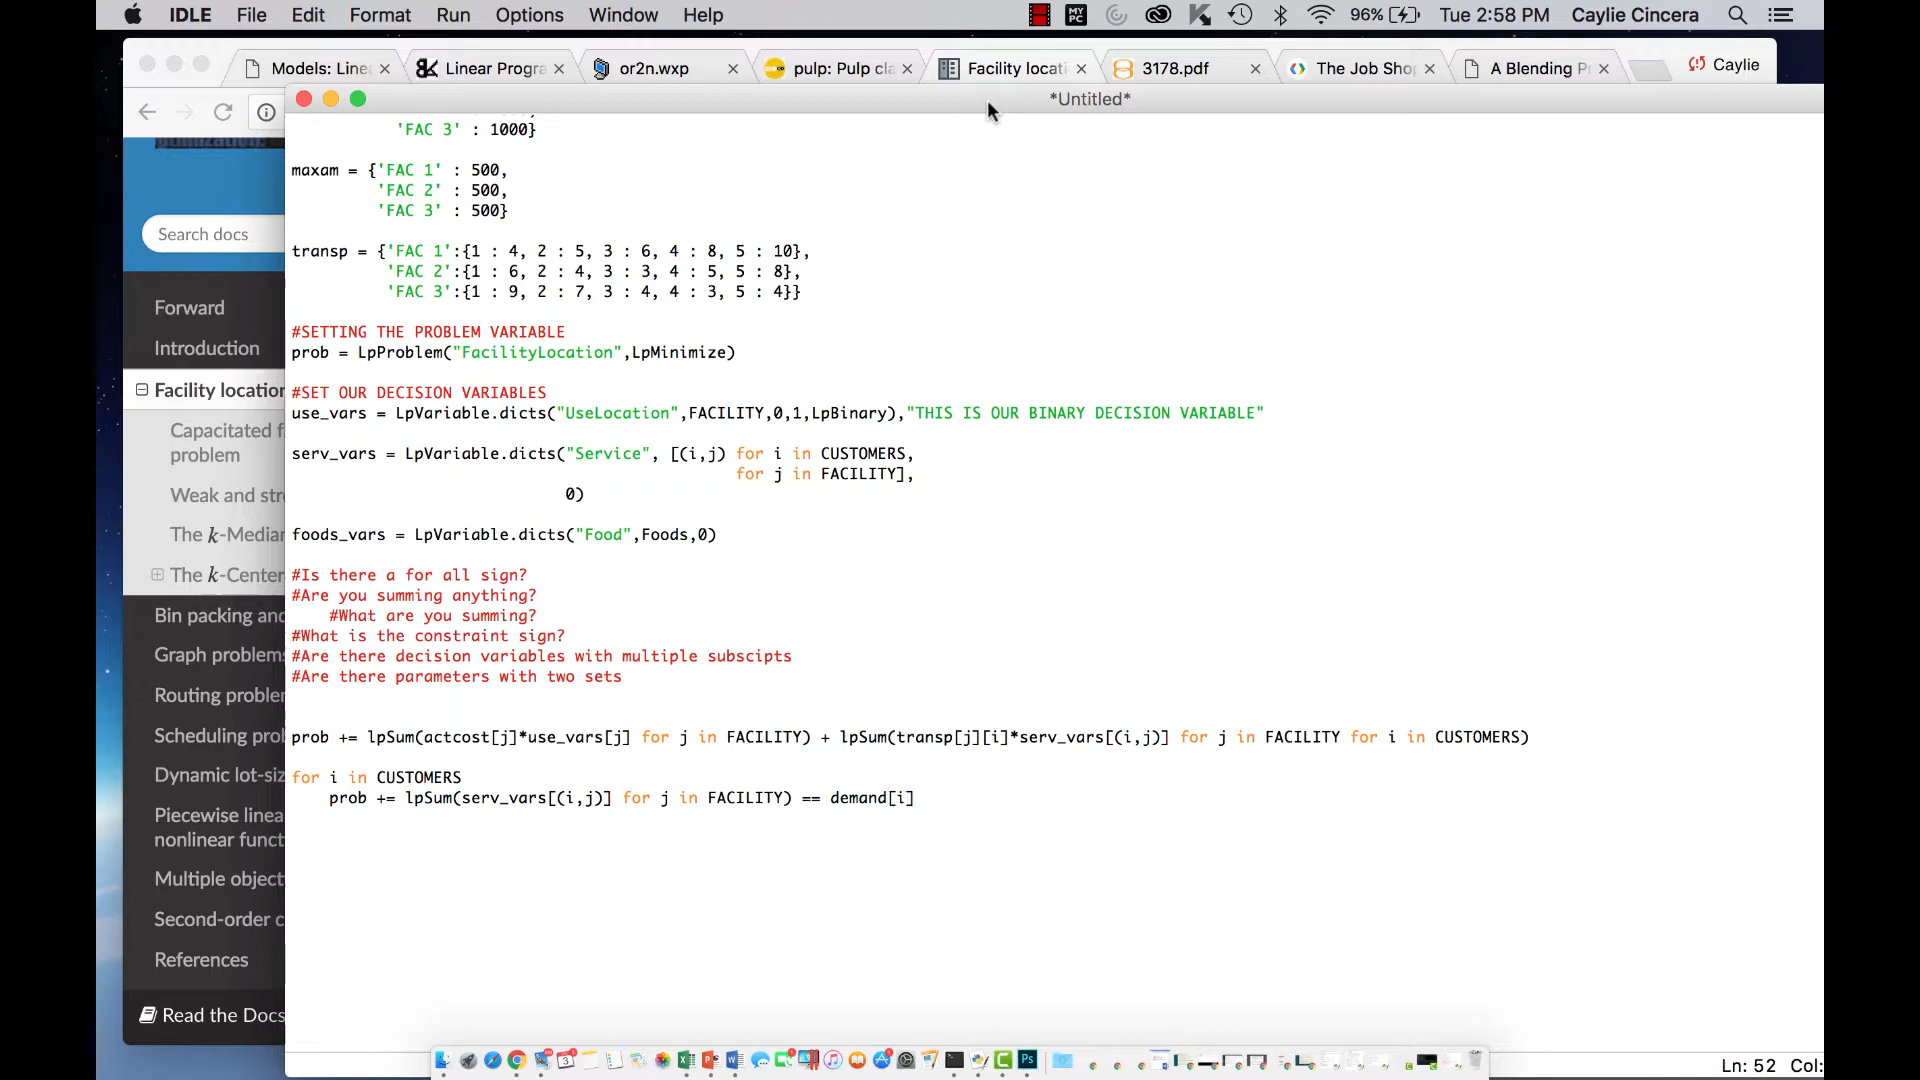 IDLE File Edit Format Run Options Window Help 96% Tue 2:58 PM Caylie Cincera
Models: Line Linear Progra or2n.wxp pulp: Pulp cla Facility locati 3178.pdf The Job Sho A Blending P Caylie
*Untitled*
'FAC 3' : 1000}
maxam = {'FAC 1' : 500,
'FAC 2' : 500,
'FAC 3' : 500}
transp = {'FAC 1':{1 : 4, 2 : 5, 3 : 6, 4 : 8, 5 : 10},
'FAC 2':{1 : 6, 2 : 4, 3 : 3, 4 : 5, 5 : 8},
'FAC 3':{1 : 9, 2 : 7, 3 : 4, 4 : 3, 5 : 4}}
#SETTING THE PROBLEM VARIABLE
prob = LpProblem("FacilityLocation",LpMinimize)
#SET OUR DECISION VARIABLES
use_vars = LpVariable.dicts("UseLocation",FACILITY,0,1,LpBinary),"THIS IS OUR BINARY DECISION VARIABLE"
serv_vars = LpVariable.dicts("Service", [(i,j) for i in CUSTOMERS,
for j in FACILITY],
0)
foods_vars = LpVariable.dicts("Food",Foods,0)
#Is there a for all sign?
#Are you summing anything?
#What are you summing?
#What is the constraint sign?
#Are there decision variables with multiple subscipts
#Are there parameters with two sets
prob += lpSum(actcost[j]*use_vars[j] for j in FACILITY) + lpSum(transp[j][i]*serv_vars[(i,j)] for j in FACILITY for i in CUSTOMERS)
for i in CUSTOMERS
prob += lpSum(serv_vars[(i,j)] for j in FACILITY) == demand[i]
Search docs
Forward
Introduction
Facility location
Capacitated f
problem
Weak and stro
The k-Median
The k-Center
Bin packing and
Graph problems
Routing problem
Scheduling prob
Dynamic lot-siz
Piecewise linea
nonlinear funct
Multiple object
Second-order c
References
Read the Docs
Ln: 52 Col: